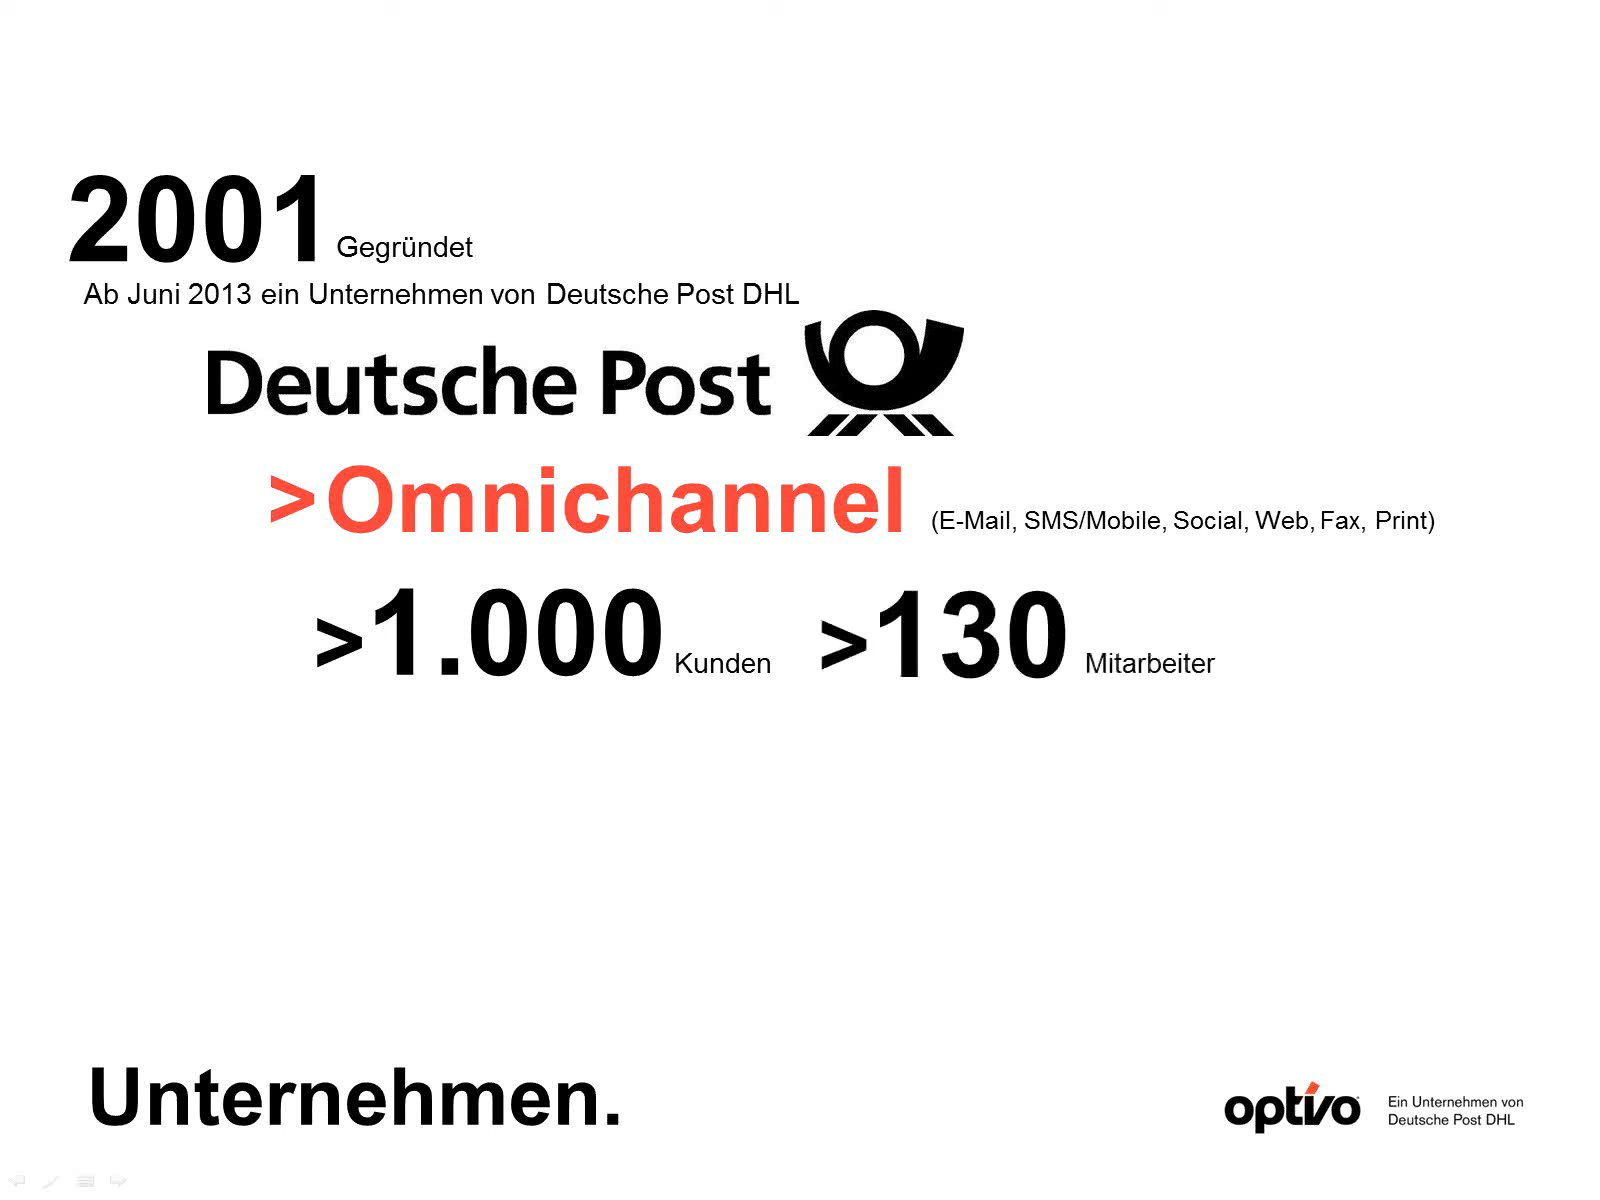 2001 Gegründet
Ab Juni 2013 ein Unternehmen von Deutsche Post DHL
Deutsche Post
>Omnichannel (E-Mail, SMS/Mobile, Social, Web, Fax, Print)
>1.000 Kunden >130 Mitarbeiter
Unternehmen.
optivo Ein Unternehmen von
Deutsche Post DHL